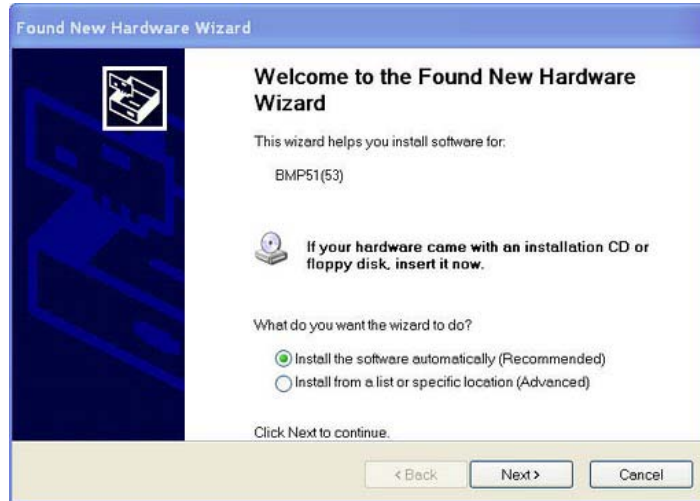 Found New Hardware Wizard
Welcome to the Found New Hardware
Wizard
This wizard helps you install software for:
BMP51(53)
If your hardware came with an installation CD or
floppy disk, insert it now.
What do you want the wizard to do?
Install the software automatically (Recommended)
Install from a list or specific location (Advanced)
Click Next to continue.
< Back Next > Cancel